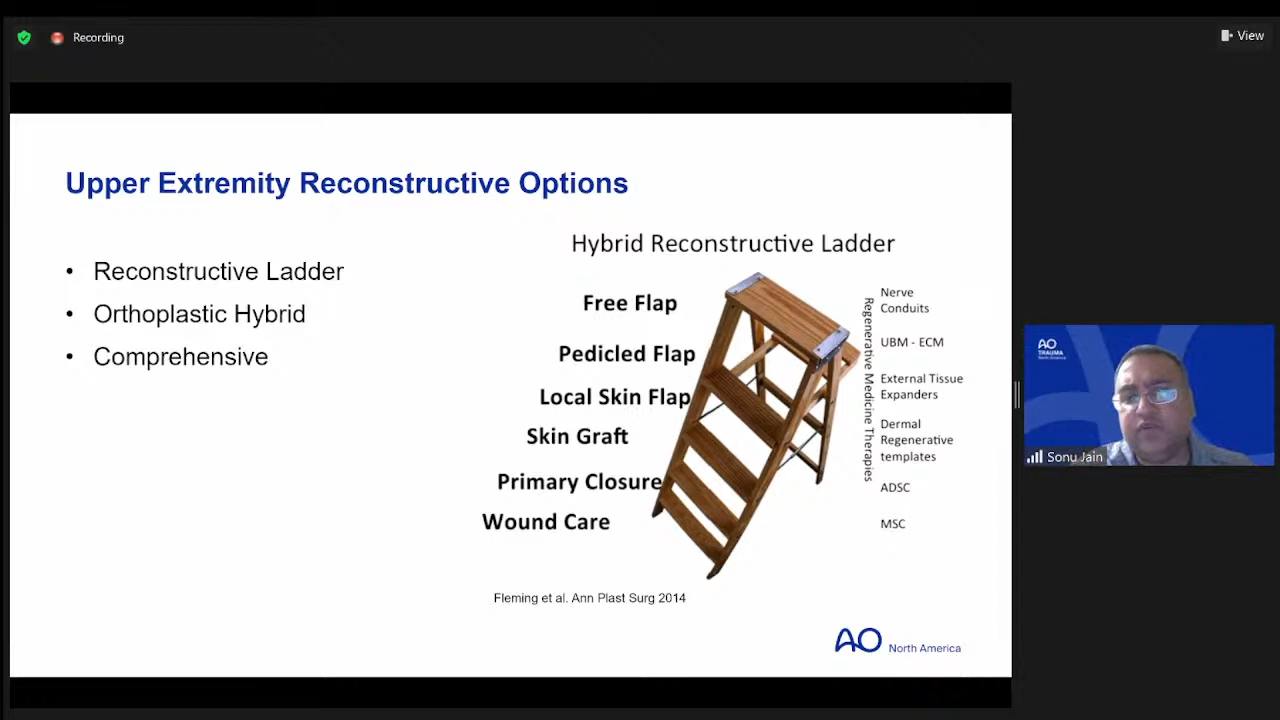 Recording
View
Upper Extremity Reconstructive Options
• Reconstructive Ladder
• Orthoplastic Hybrid
• Comprehensive
Hybrid Reconstructive Ladder
Free Flap
Pedicled Flap
Local Skin Flap
Skin Graft
Primary Closure
Wound Care
Regenerative Medicine Therapies
Nerve
Conduits
UBM - ECM
External Tissue
Expanders
Dermal
Regenerative
templates
ADSC
MSC
Fleming et al. Ann Plast Surg 2014
AO
North America
AO
TRAUMA
North America
Sonu Jain